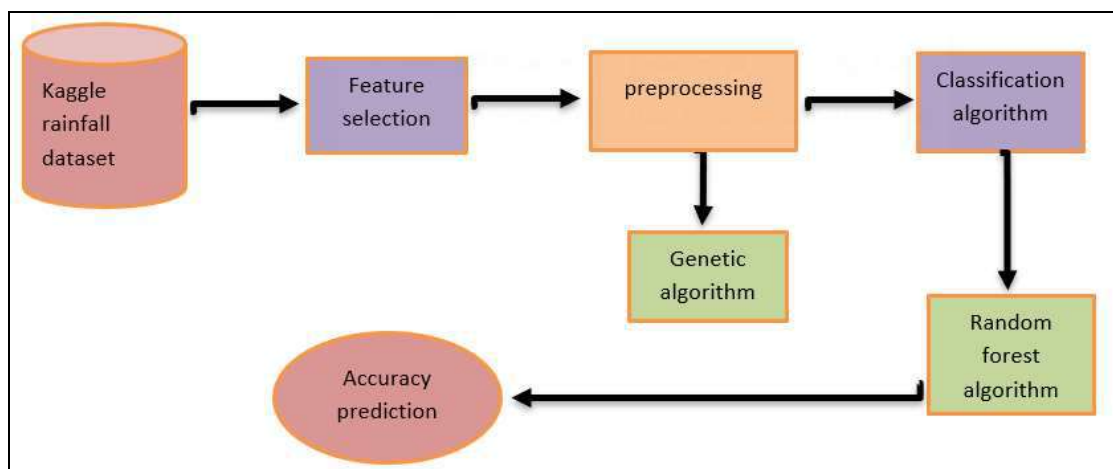 Kaggle
rainfall
dataset
Feature
selection
preprocessing
Classification
algorithm
Genetic
algorithm
Random
forest
algorithm
Accuracy
prediction